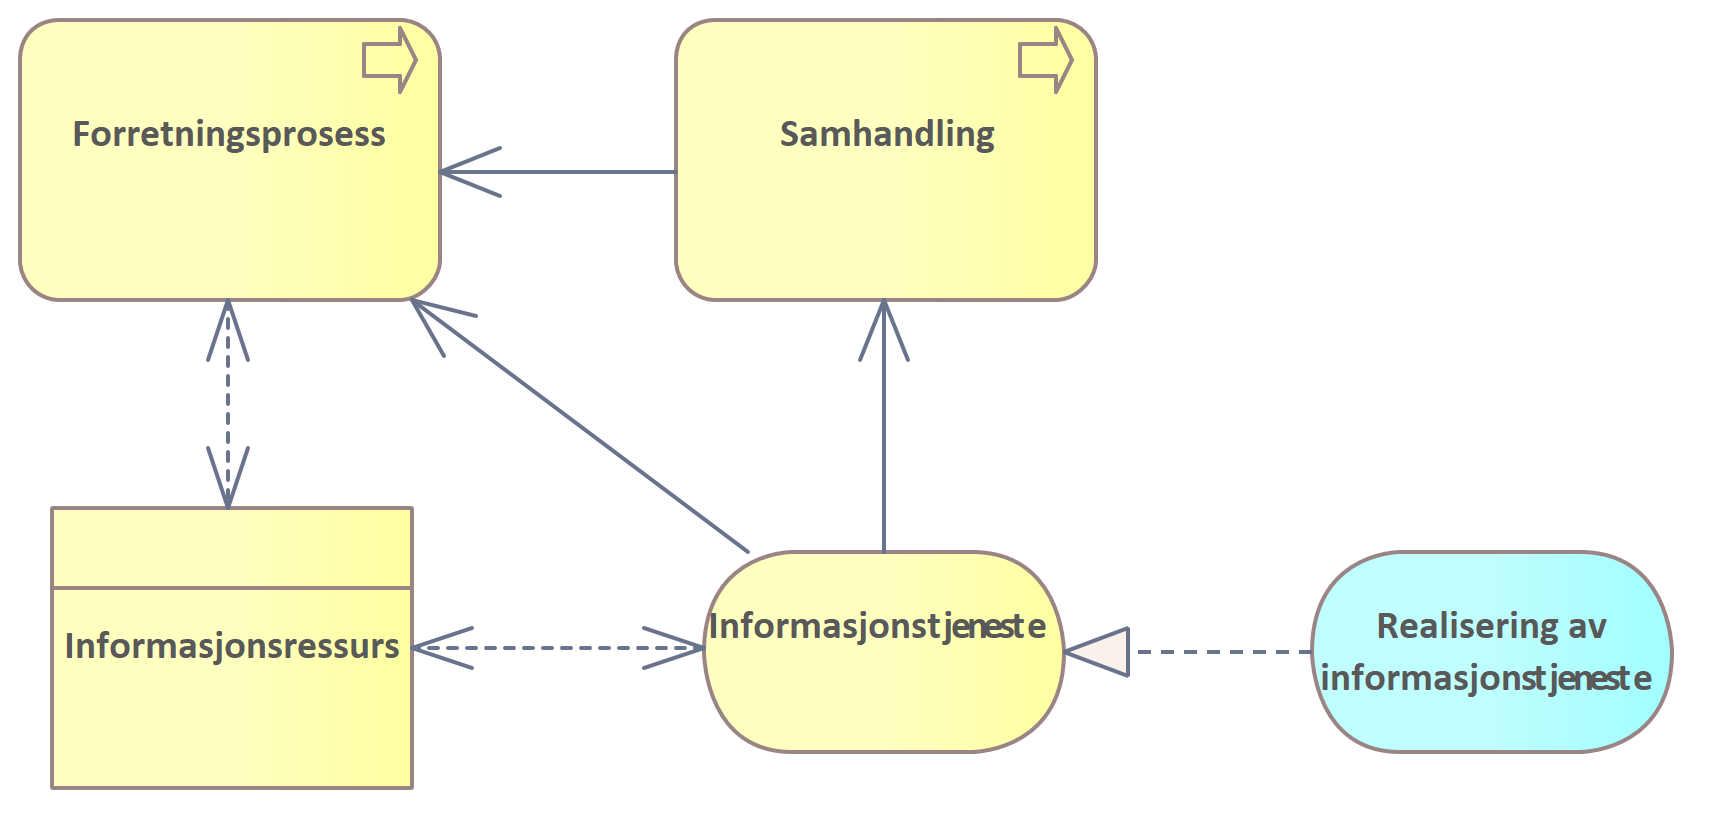 Forretningsprosess
Samhandling
Informasjonsressurs
Informasjonstjeneste
Realisering av
informasjonstjeneste